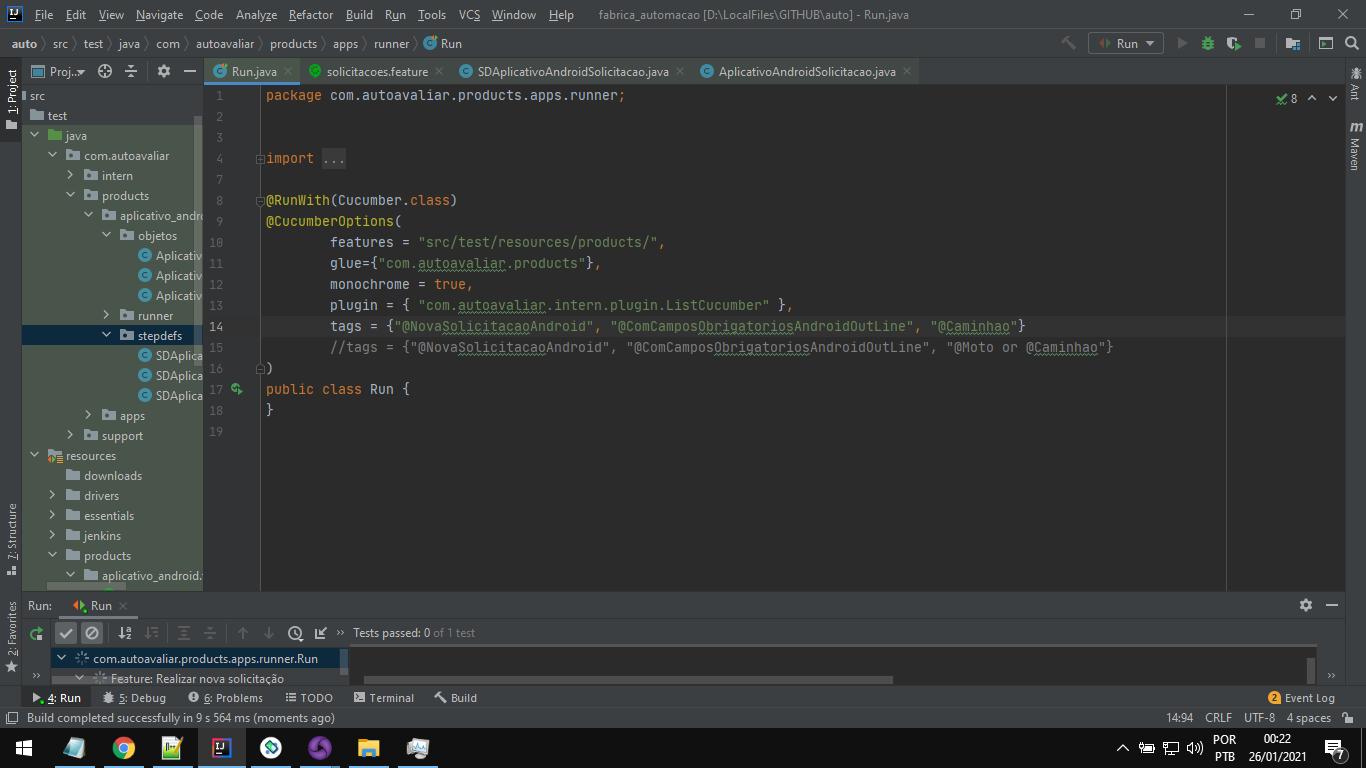 File Edit View Navigate Code Analyze Refactor Build Run Tools VCS Window Help fabrica_automacao [D:\LocalFiles\GITHUB\auto] - Run.java
auto src test java com autoavaliar products apps runner Run Run
1: Project
Proj.. Run.java solicitacoes.feature SDAplicativoAndroidSolicitacao.java AplicativoAndroidSolicitacao.java
src
test
java
com.autoavaliar
intern
products
aplicativo_andro
objetos
Aplicativ
Aplicativ
Aplicativ
runner
stepdefs
SDAplica
SDAplica
SDAplica
apps
support
resources
downloads
drivers
essentials
jenkins
products
aplicativo_android.
1 package com.autoavaliar.products.apps.runner;
2
3
4 import ...
7
8 @RunWith(Cucumber.class)
9 @CucumberOptions(
10 features = "src/test/resources/products/",
11 glue={"com.autoavaliar.products"},
12 monochrome = true,
13 plugin = { "com.autoavaliar.intern.plugin.ListCucumber" },
14 tags = {"@NovaSolicitacaoAndroid", "@ComCamposObrigatoriosAndroidOutLine", "@Caminhao"}
15 //tags = {"@NovaSolicitacaoAndroid", "@ComCamposObrigatoriosAndroidOutLine", "@Moto or @Caminhao"}
16 )
17 public class Run {
18 }
19
8
Ant
Maven
7: Structure
2: Favorites
Run: Run
Tests passed: 0 of 1 test
com.autoavaliar.products.apps.runner.Run
Feature: Realizar nova solicitação
4: Run 5: Debug 6: Problems TODO Terminal Build 2 Event Log
Build completed successfully in 9 s 564 ms (moments ago) 14:94 CRLF UTF-8 4 spaces
POR 00:22
PTB 26/01/2021 7